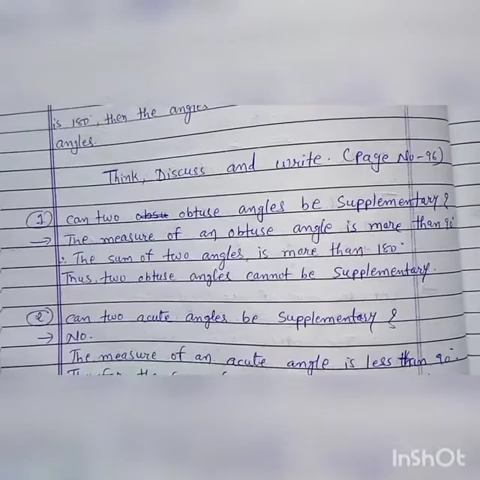 is 180°, then the angles
angles.
Think, Discuss and write. (page No-96)
1) can two obtuse angles be supplementary?
→ The measure of an obtuse angle is more than 90°
∴ The sum of two angles, is more than 180°.
Thus, two obtuse angles cannot be supplementary.
2) can two acute angles be supplementary?
→ No.
The measure of an acute angle is less than 90°.
InShOt